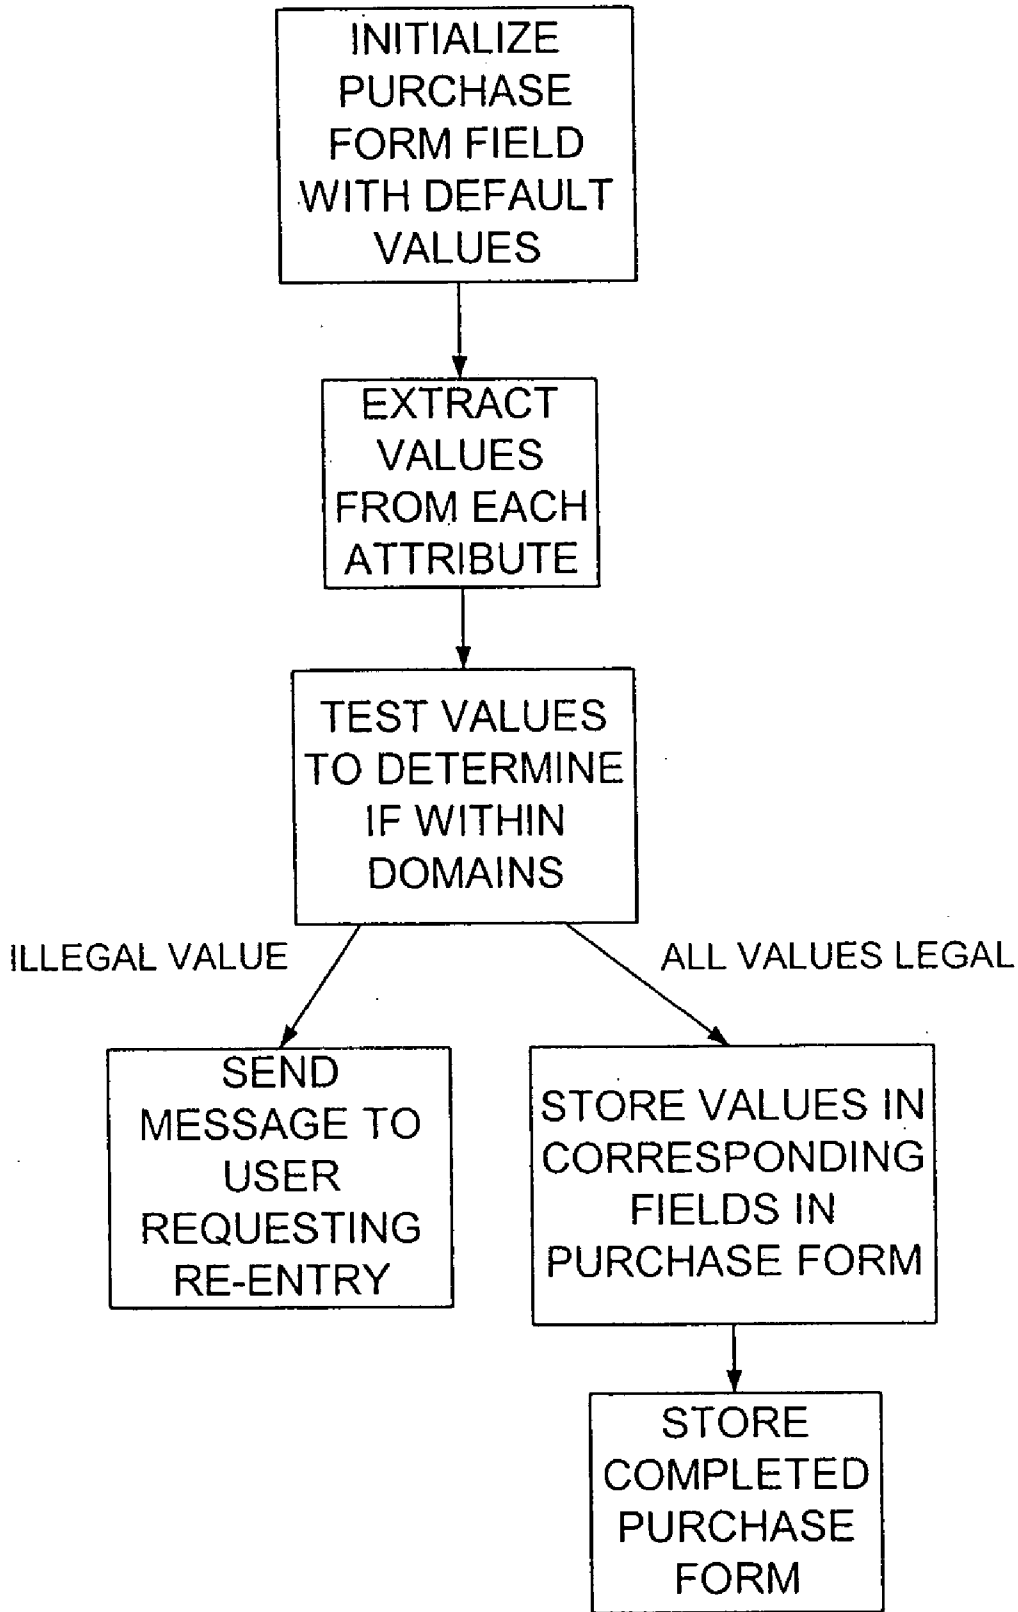 INITIALIZE
PURCHASE
FORM FIELD
WITH DEFAULT
VALUES
EXTRACT
VALUES
FROM EACH
ATTRIBUTE
TEST VALUES
TO DETERMINE
IF WITHIN
DOMAINS
ILLEGAL VALUE
ALL VALUES LEGAL
SEND
MESSAGE TO
USER
REQUESTING
RE-ENTRY
STORE VALUES IN
CORRESPONDING
FIELDS IN
PURCHASE FORM
STORE
COMPLETED
PURCHASE
FORM